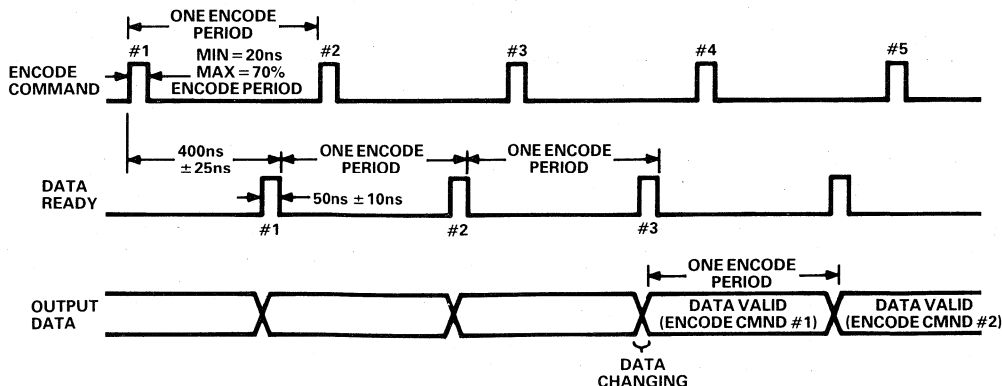 ONE ENCODE
PERIOD
#1
#2
#3
#4
#5
ENCODE
COMMAND
MIN = 20ns
MAX = 70%
ENCODE PERIOD
400ns
± 25ns
ONE ENCODE
PERIOD
ONE ENCODE
PERIOD
DATA
READY
50ns ± 10ns
#1
#2
#3
ONE ENCODE
PERIOD
OUTPUT
DATA
DATA VALID
(ENCODE CMND #1)
DATA VALID
(ENCODE CMND #2)
DATA
CHANGING